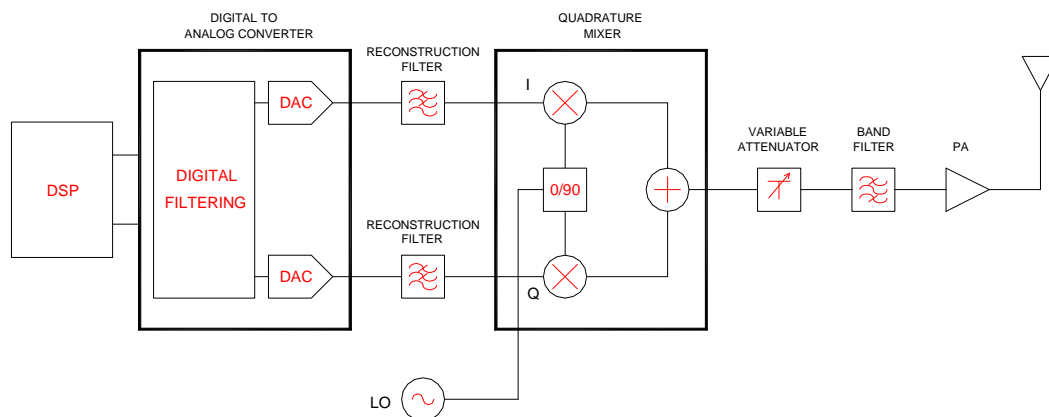 DIGITAL TO
ANALOG CONVERTER
QUADRATURE
MIXER
RECONSTRUCTION
FILTER
I
DAC
VARIABLE
ATTENUATOR
BAND
FILTER
PA
DSP
DIGITAL
FILTERING
0/90
RECONSTRUCTION
FILTER
DAC
Q
LO